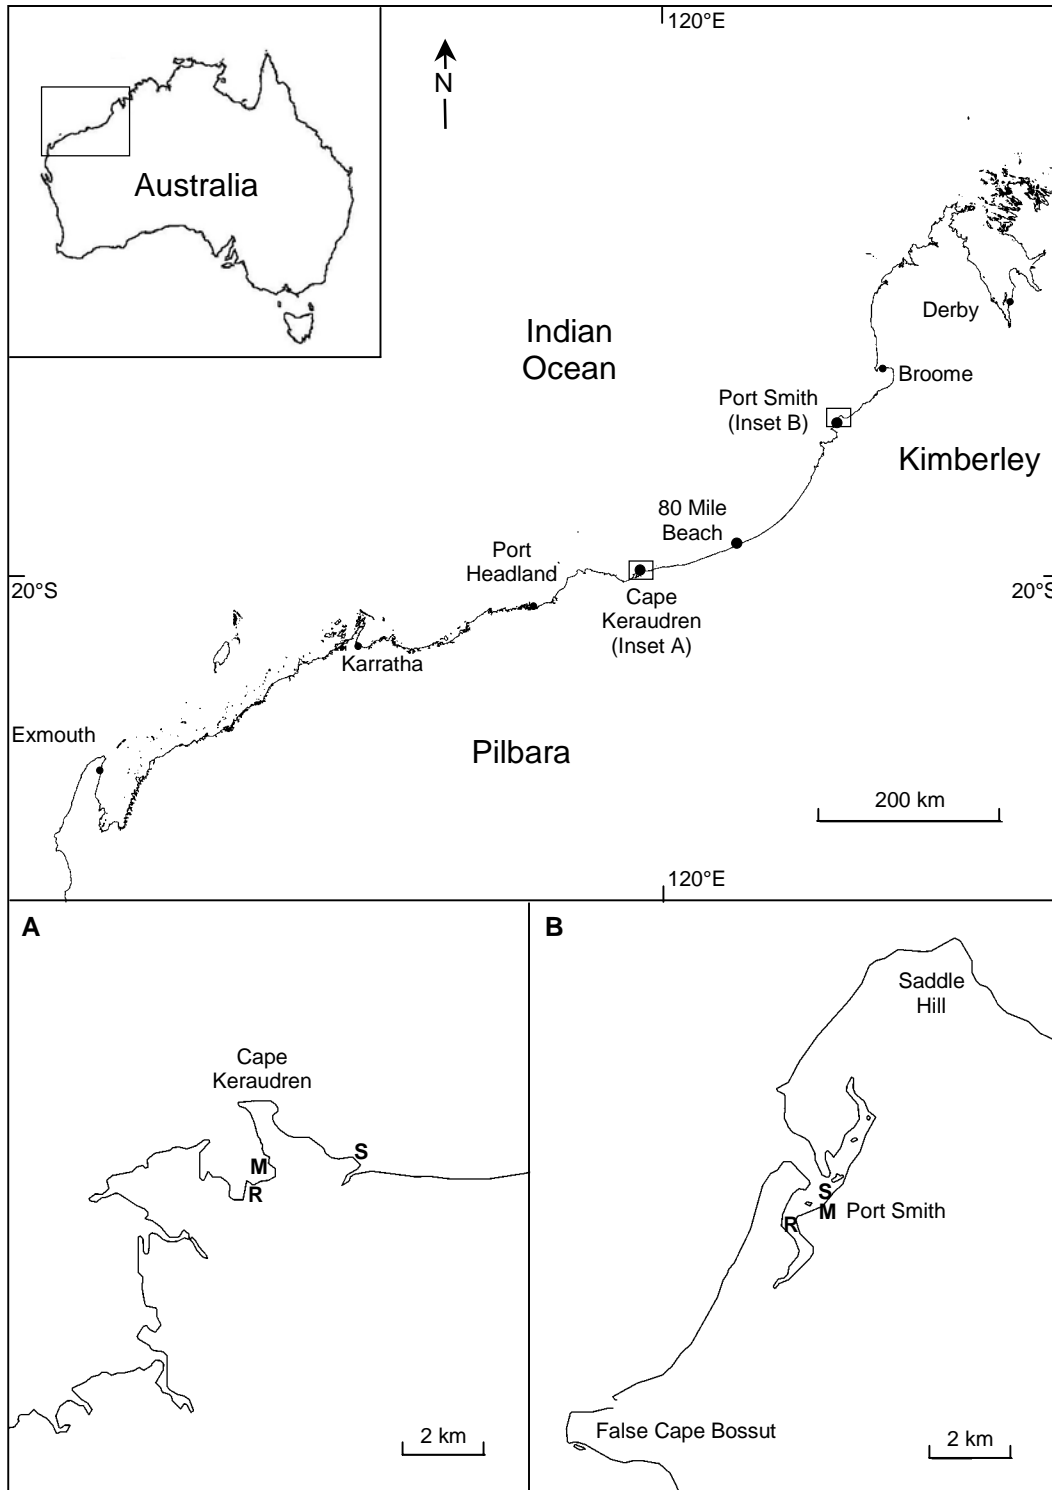 120°E
N
Australia
Indian
Ocean
Derby
Broome
Port Smith
(Inset B)
Kimberley
80 Mile
Beach
Port
Headland
20°S
20°S
Cape
Keraudren
(Inset A)
Karratha
Exmouth
Pilbara
200 km
120°E
A
Cape
Keraudren
S
M
R
2 km
B
Saddle
Hill
S
M
Port Smith
R
False Cape Bossut
2 km